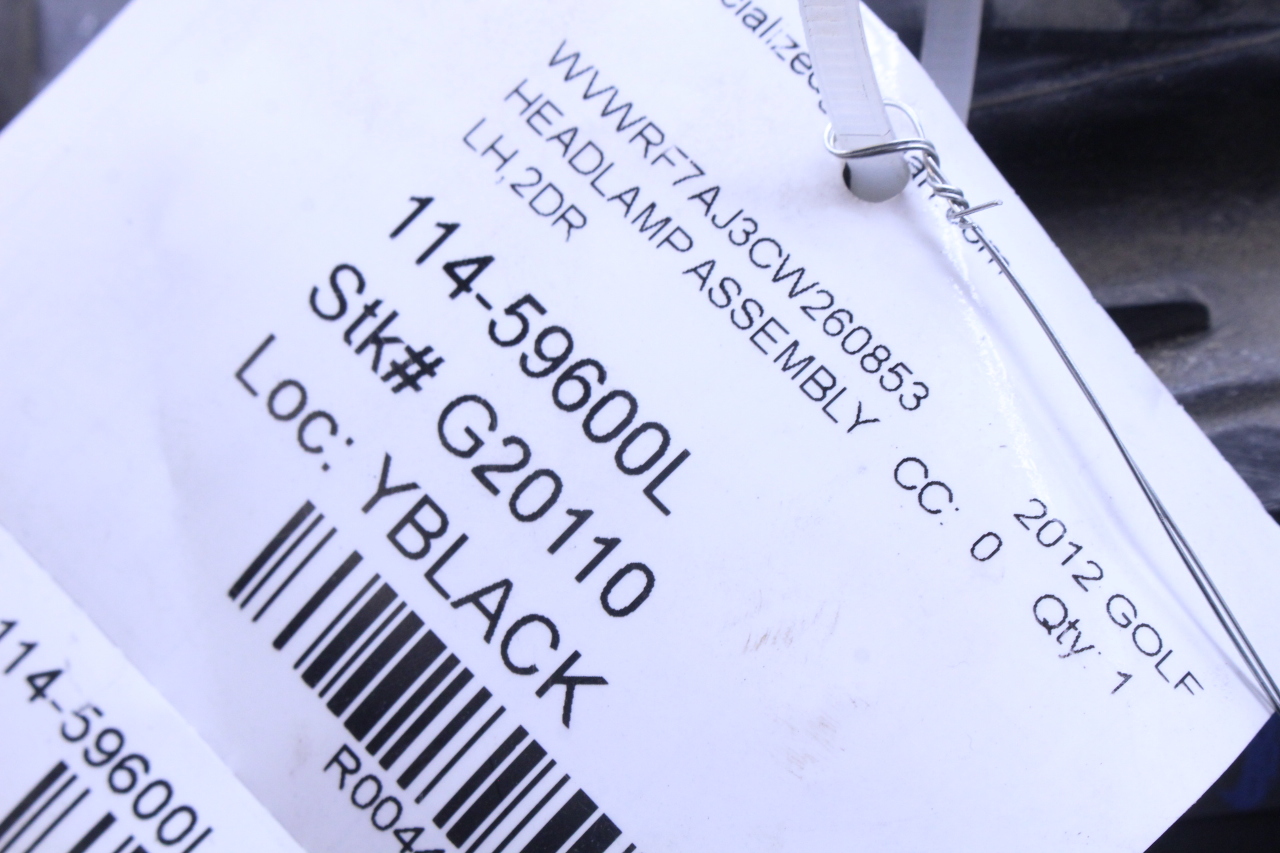 WVWRF7AJ3CW260853
HEADLAMP ASSEMBLY
LH,2DR
2012 GOLF
CC: 0
Qty: 1
114-59600L
Stk# G20110
Loc: YBLACK
114-59600L